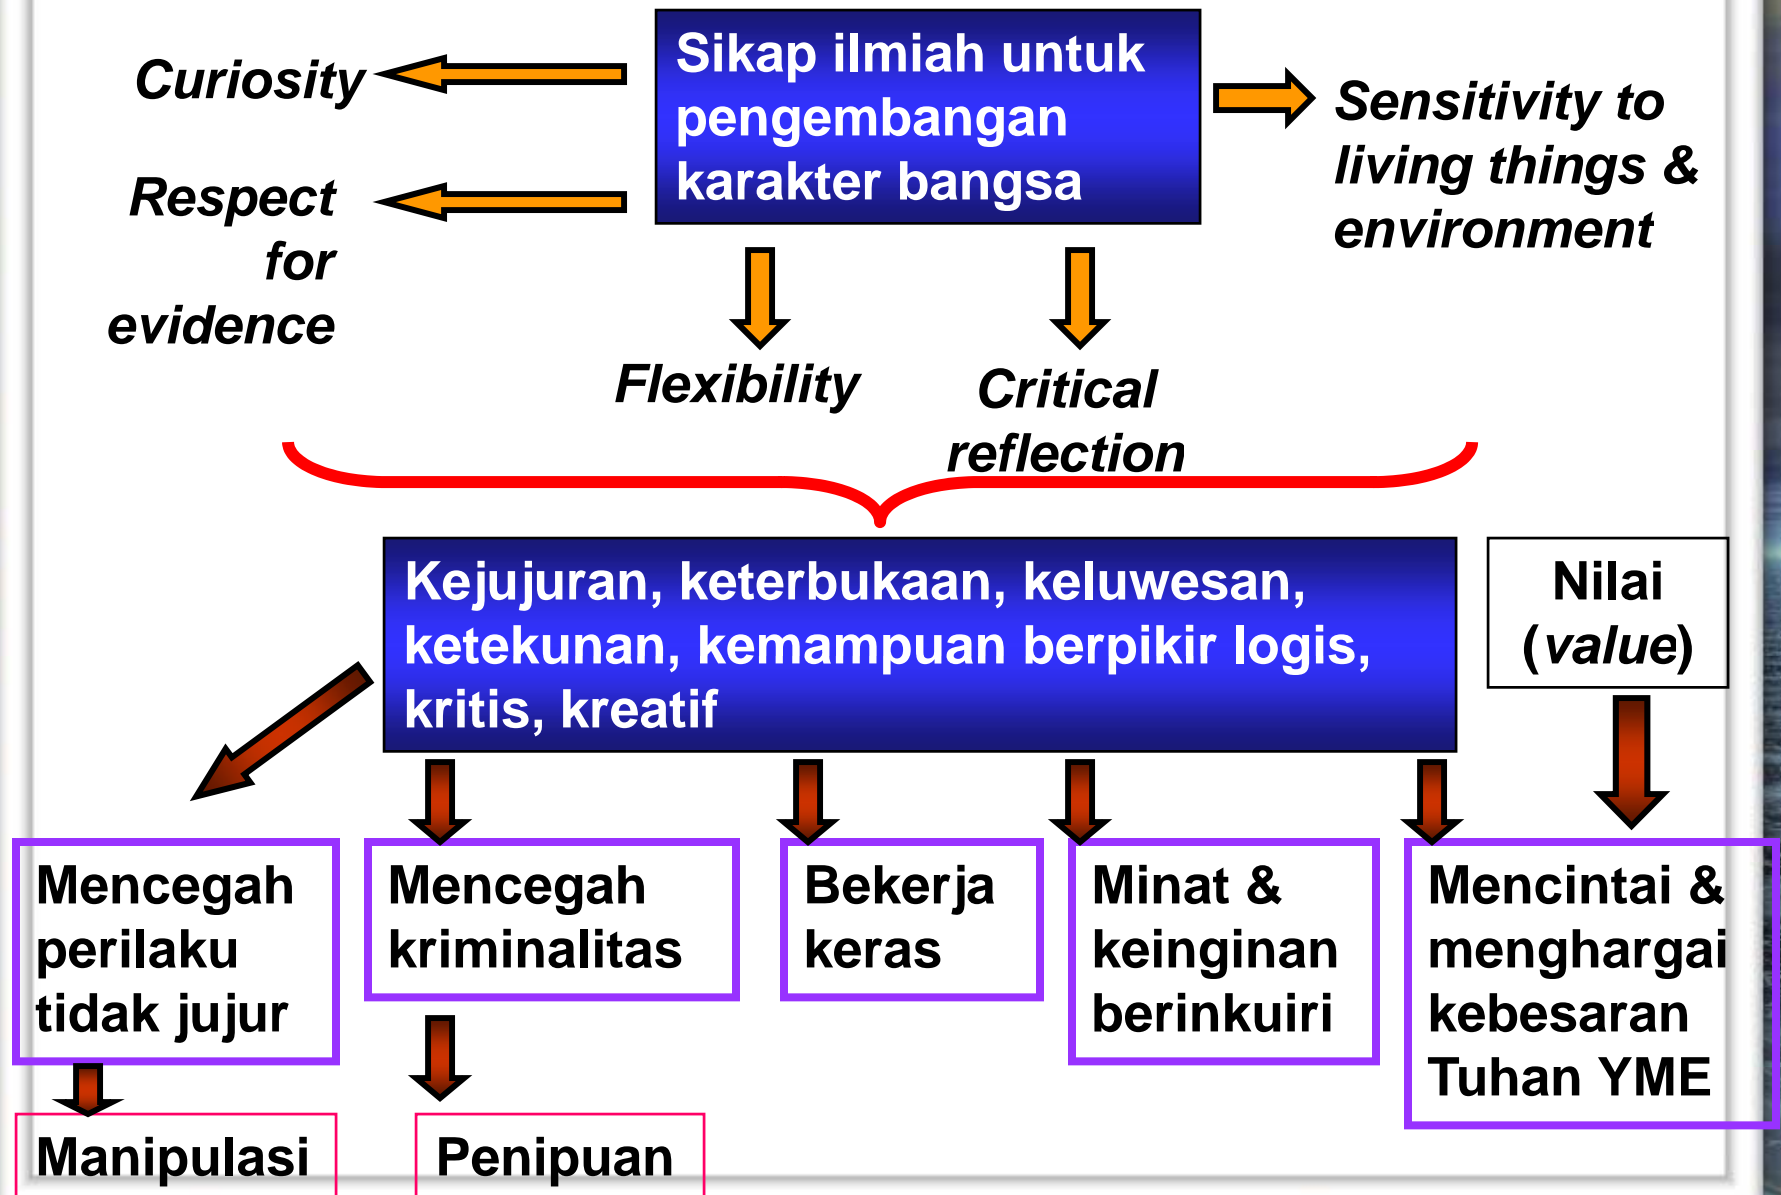 Sikap ilmiah untuk
pengembangan
karakter bangsa
Curiosity
Respect
for
evidence
Sensitivity to
living things &
environment
Flexibility
Critical
reflection
Kejujuran, keterbukaan, keluwesan,
ketekunan, kemampuan berpikir logis,
kritis, kreatif
Nilai
(value)
Mencegah
perilaku
tidak jujur
Mencegah
kriminalitas
Bekerja
keras
Minat &
keinginan
berinkuiri
Mencintai &
menghargai
kebesaran
Tuhan YME
Manipulasi
Penipuan